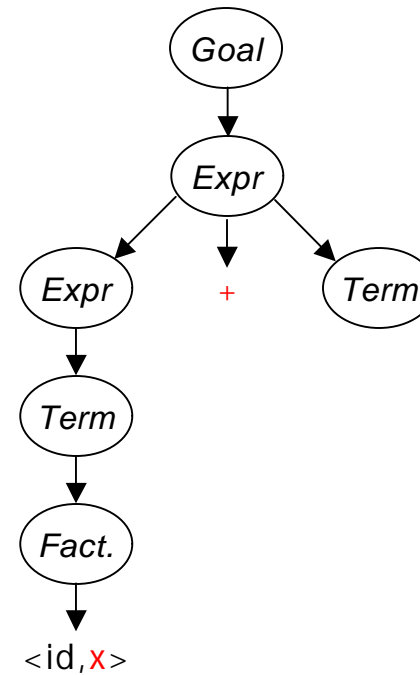 Goal
Expr
Expr + Term
Term
Fact.
<id,x>